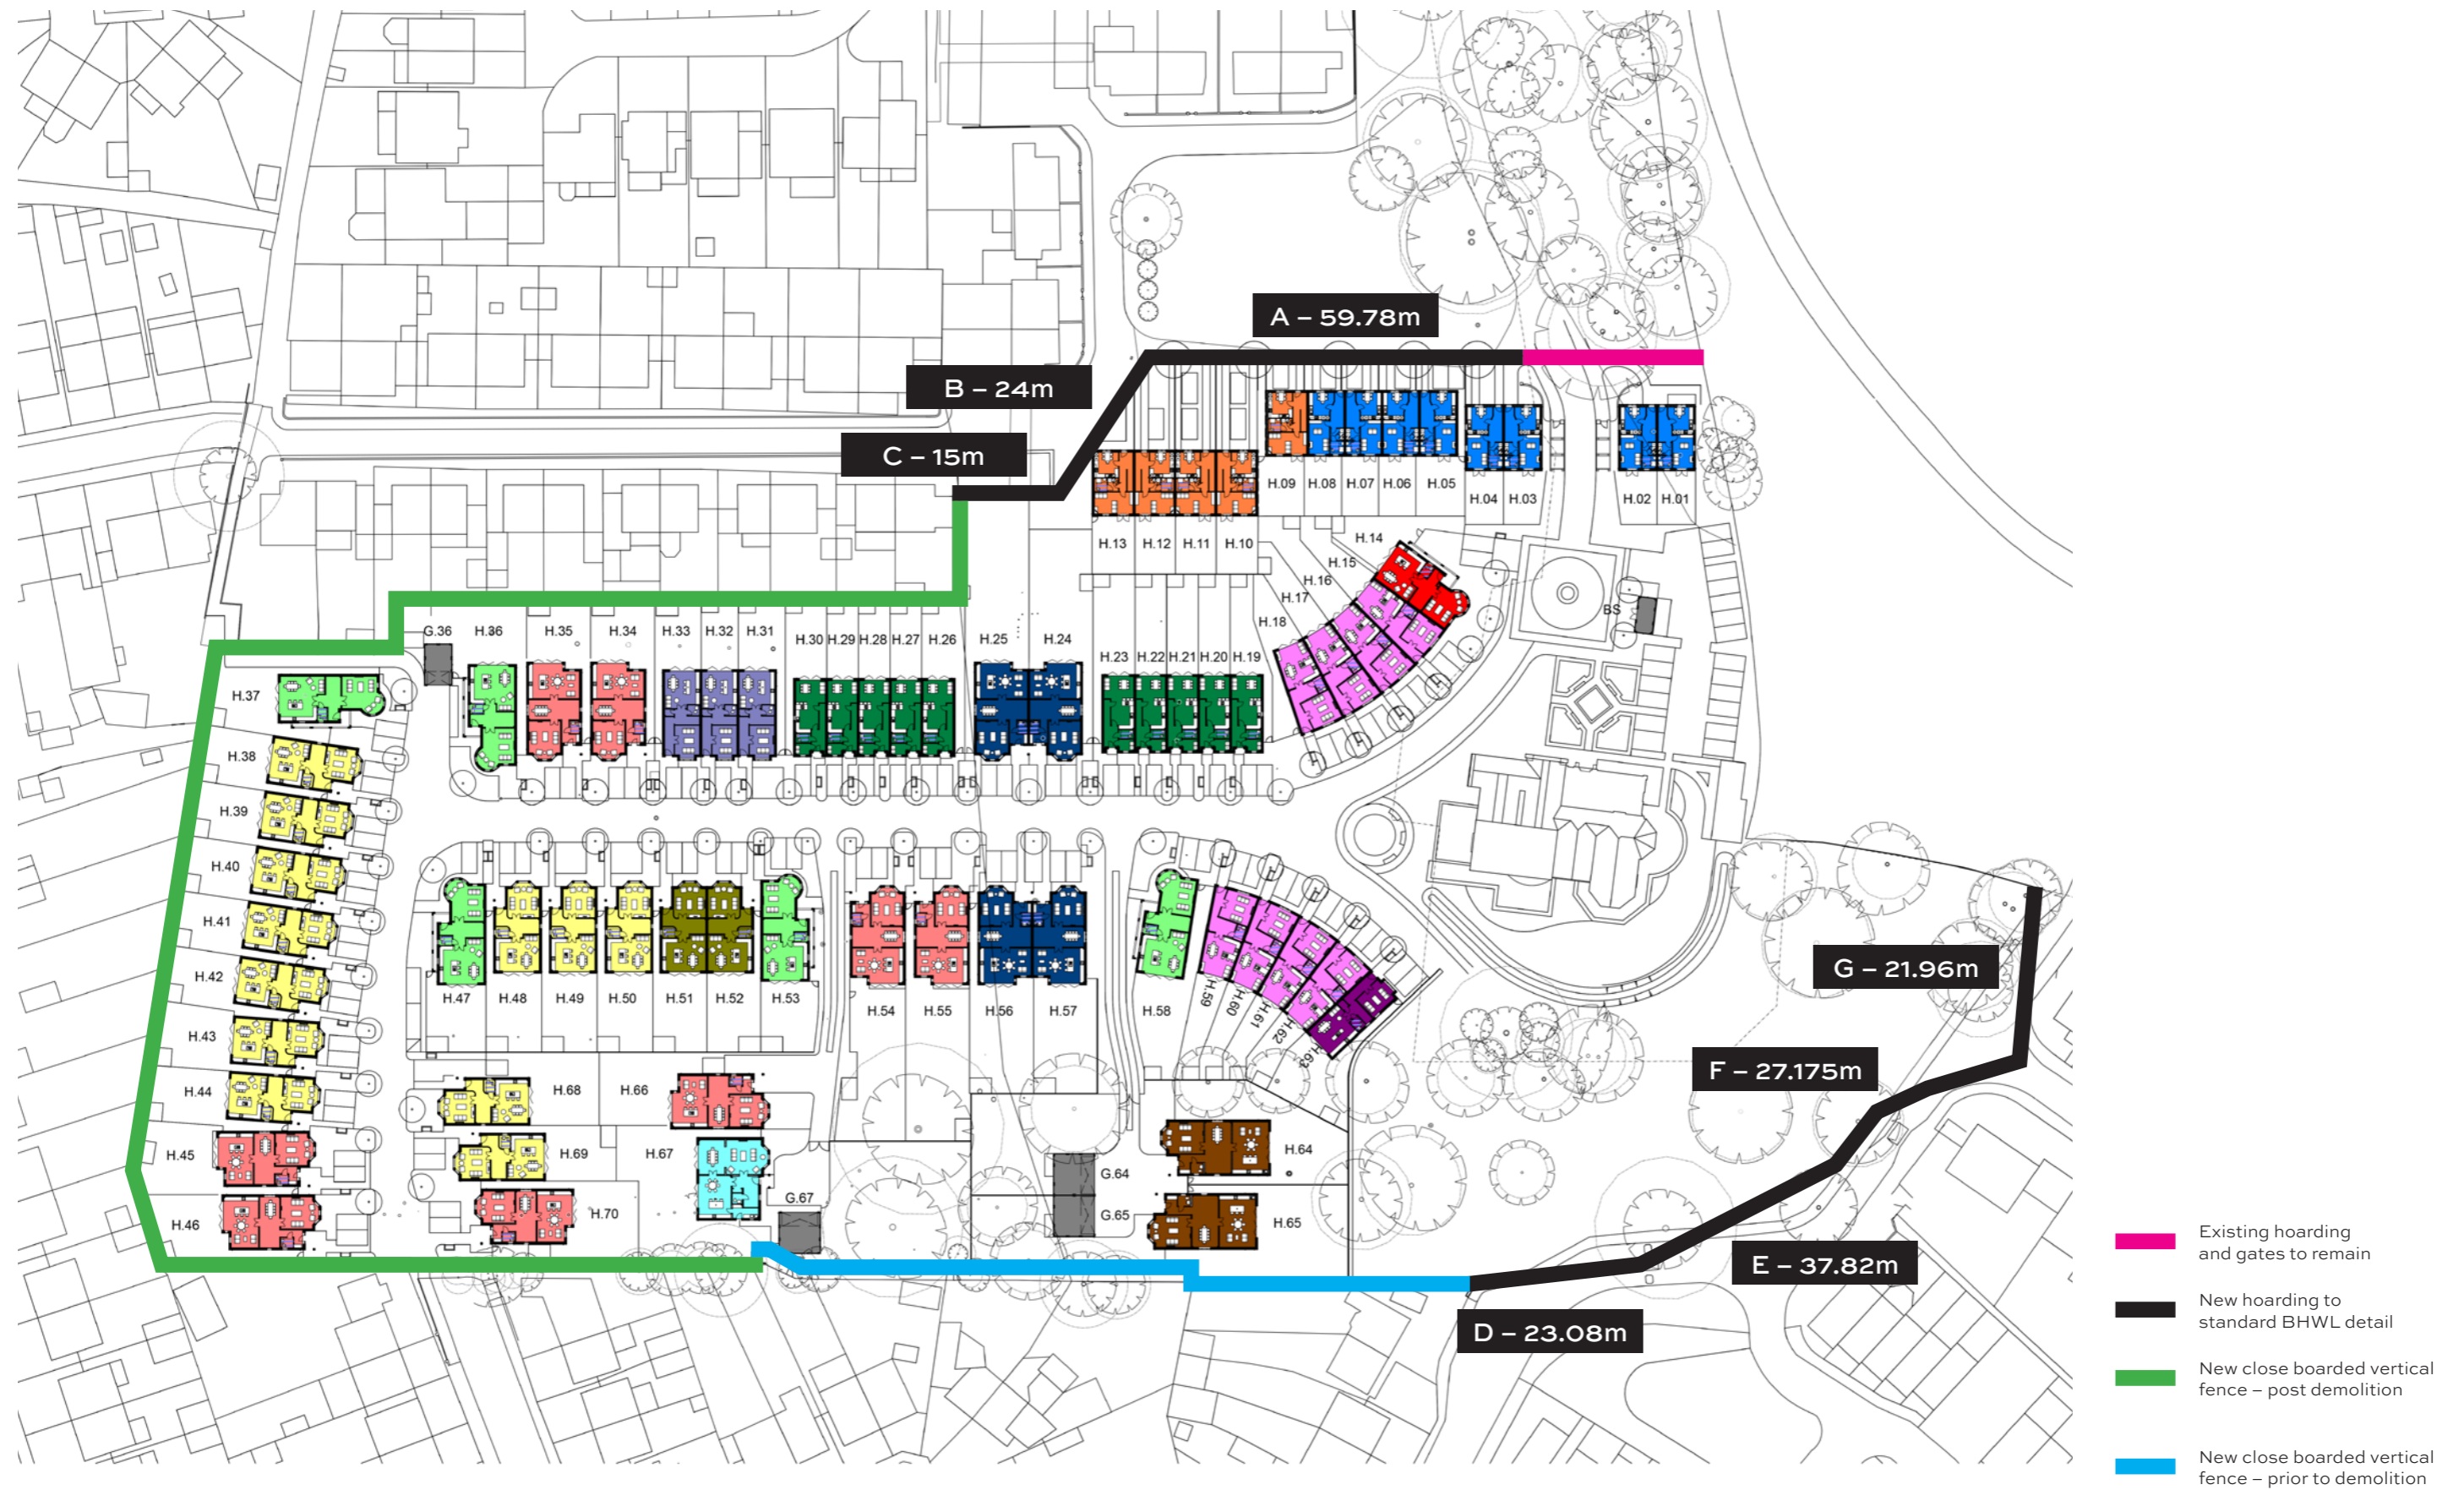 A – 59.78m
B – 24m
C – 15m
H.09 H.08 H.07 H.06 H.05
H.04 H.03
H.02 H.01
H.13 H.12 H.11 H.10
H.14
H.15
H.16
H.17
H.18
BS
G.36
H.36
H.35
H.34
H.33 H.32 H.31
H.30 H.29 H.28 H.27 H.26
H.25
H.24
H.23 H.22 H.21 H.20 H.19
H.37
H.38
H.39
H.40
H.41
H.42
H.43
H.44
H.45
H.46
H.47
H.48
H.49
H.50
H.51
H.52
H.53
H.54
H.55
H.56
H.57
H.58
H.59
H.60
H.61
H.62
H.63
G – 21.96m
F – 27.175m
H.68
H.66
H.69
H.67
H.70
G.67
G.64
G.65
H.64
H.65
E – 37.82m
D – 23.08m
Existing hoarding
and gates to remain
New hoarding to
standard BHWL detail
New close boarded vertical
fence – post demolition
New close boarded vertical
fence – prior to demolition